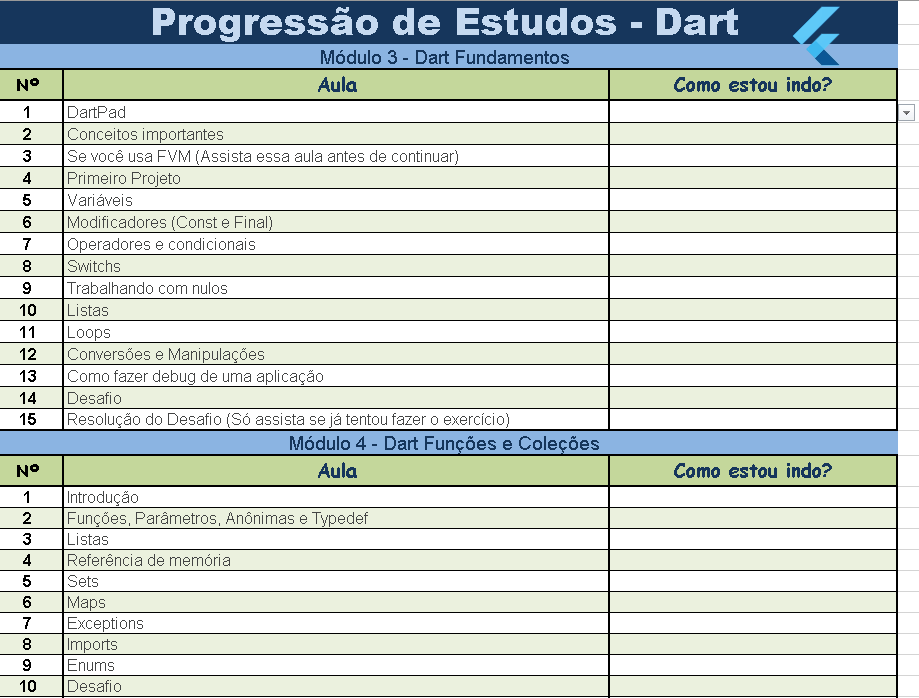 Progressão de Estudos - Dart
Módulo 3 - Dart Fundamentos
Nº Aula Como estou indo?
1 DartPad
2 Conceitos importantes
3 Se você usa FVM (Assista essa aula antes de continuar)
4 Primeiro Projeto
5 Variáveis
6 Modificadores (Const e Final)
7 Operadores e condicionais
8 Switchs
9 Trabalhando com nulos
10 Listas
11 Loops
12 Conversões e Manipulações
13 Como fazer debug de uma aplicação
14 Desafio
15 Resolução do Desafio (Só assista se já tentou fazer o exercício)
Módulo 4 - Dart Funções e Coleções
Nº Aula Como estou indo?
1 Introdução
2 Funções, Parâmetros, Anônimas e Typedef
3 Listas
4 Referência de memória
5 Sets
6 Maps
7 Exceptions
8 Imports
9 Enums
10 Desafio